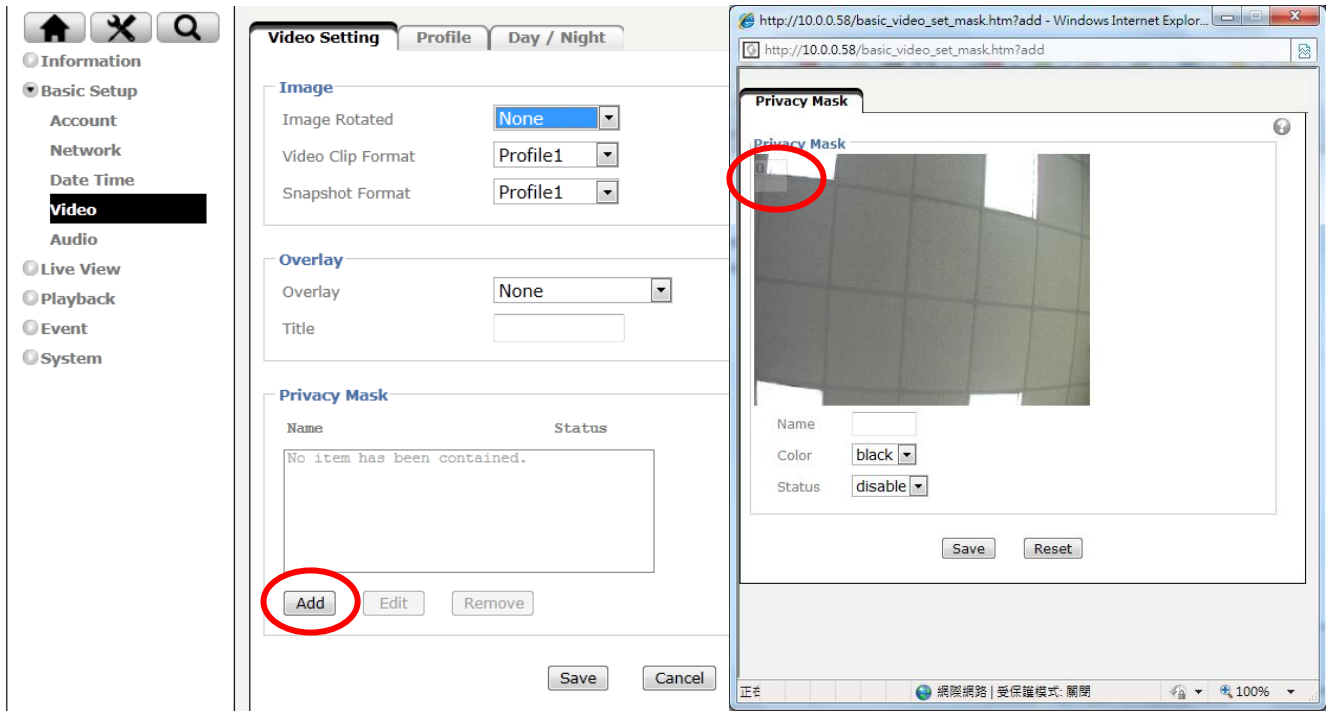 Information
Basic Setup
Account
Network
Date Time
Video
Audio
Live View
Playback
Event
System
Video Setting Profile Day / Night
Image
Image Rotated None
Video Clip Format Profile1
Snapshot Format Profile1
Overlay
Overlay None
Title
Privacy Mask
Name Status
No item has been contained.
Add Edit Remove
Save Cancel
http://10.0.0.58/basic_video_set_mask.htm?add - Windows Internet Explor...
http://10.0.0.58/basic_video_set_mask.htm?add
Privacy Mask
Privacy Mask
0
Name
Color black
Status disable
Save Reset
正在 網際網路 | 受保護模式: 關閉 100%